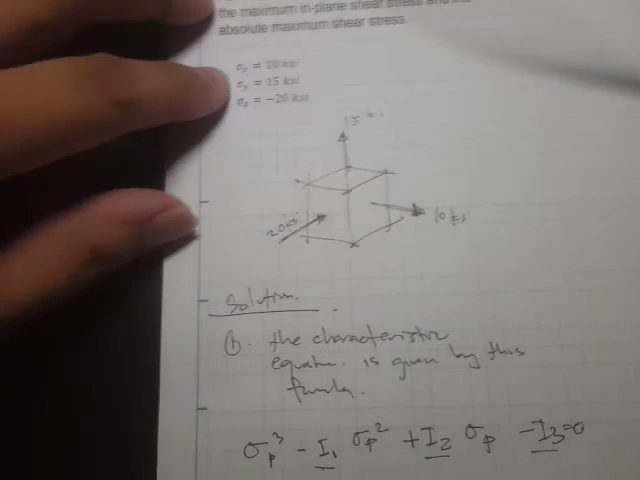 the maximum in-plane shear stress and the
absolute maximum shear stress.
σx = 10 ksi
σy = 15 ksi
σz = -20 ksi
15 k
20 ksi
10 ksi
Solution.
①. the characteristic
equation is given by this
formula.
σp³ - I₁ σp² + I₂ σp - I3=0